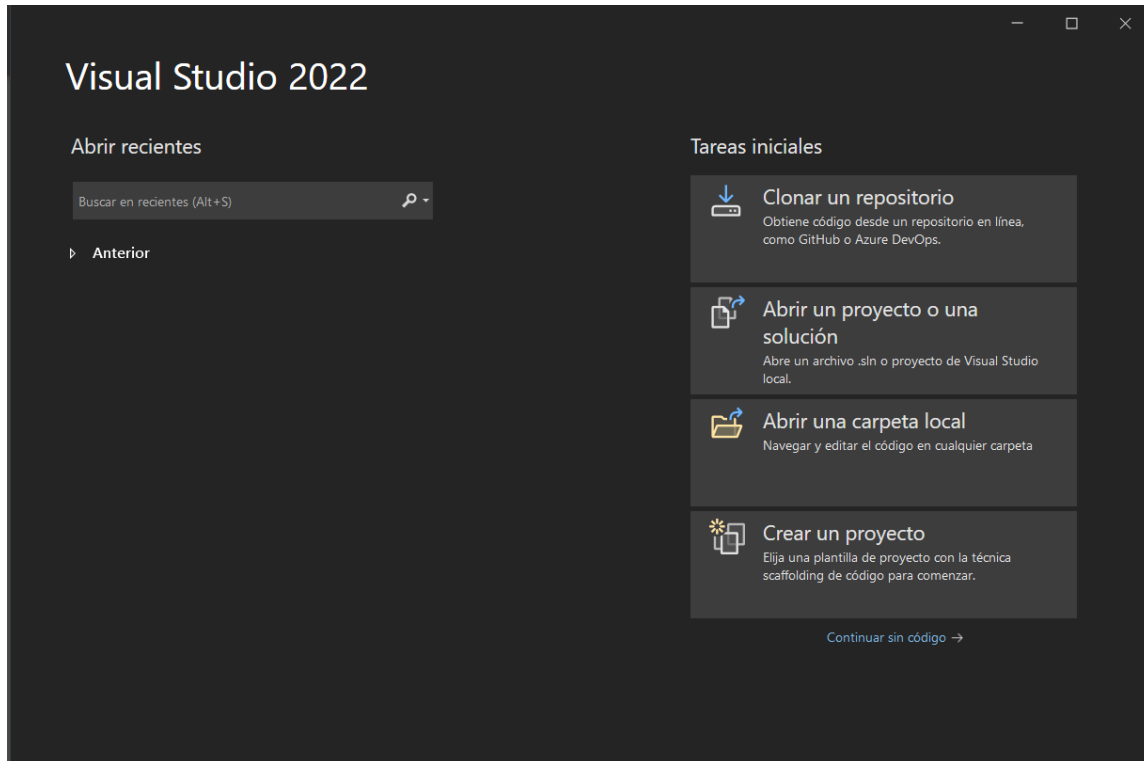 Visual Studio 2022
Abrir recientes
Buscar en recientes (Alt+S)
Anterior
Tareas iniciales
Clonar un repositorio
Obtiene código desde un repositorio en línea,
como GitHub o Azure DevOps.
Abrir un proyecto o una
solución
Abre un archivo .sln o proyecto de Visual Studio
local.
Abrir una carpeta local
Navegar y editar el código en cualquier carpeta
Crear un proyecto
Elija una plantilla de proyecto con la técnica
scaffolding de código para comenzar.
Continuar sin código →